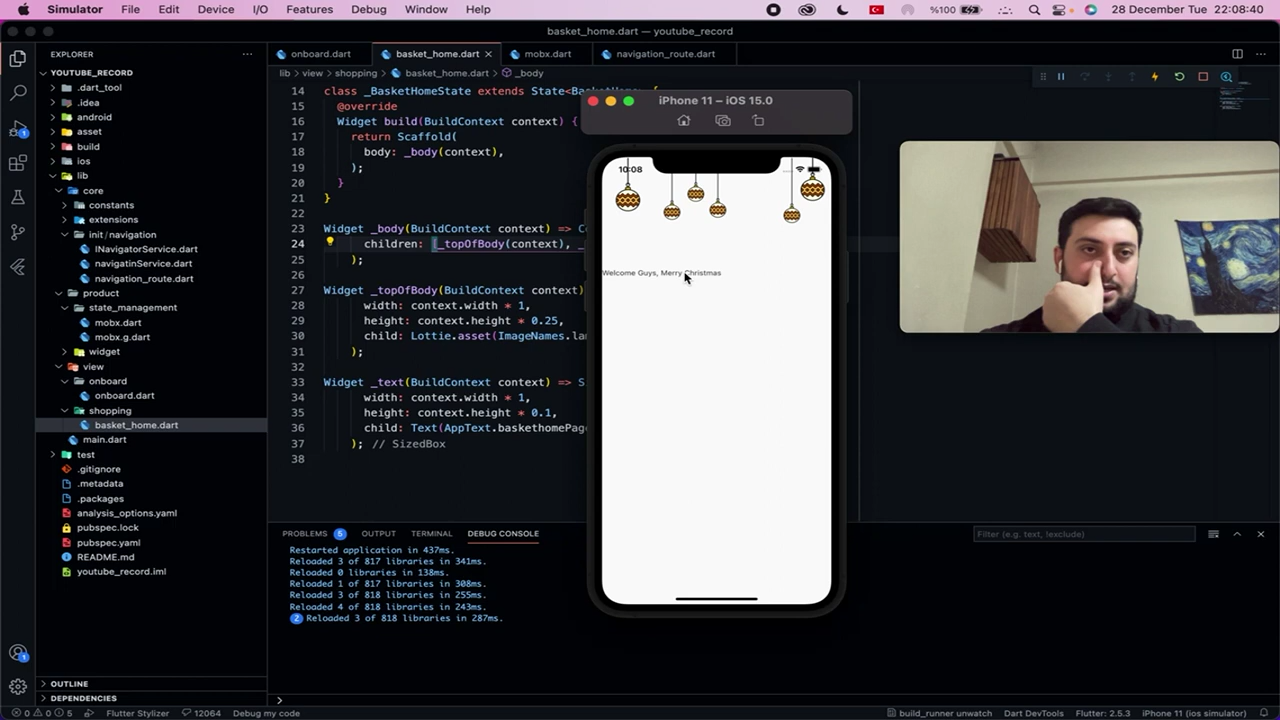 Simulator File Edit Device I/O Features Debug Window Help %100 28 December Tue 22:08:40
basket_home.dart — youtube_record
EXPLORER
YOUTUBE_RECORD
.dart_tool
.idea
android
asset
build
ios
lib
core
constants
extensions
init / navigation
INavigatorService.dart
navigatinService.dart
navigation_route.dart
product
state_management
mobx.dart
mobx.g.dart
widget
view
onboard
onboard.dart
shopping
basket_home.dart
main.dart
test
.gitignore
.metadata
.packages
analysis_options.yaml
pubspec.lock
pubspec.yaml
README.md
youtube_record.iml
OUTLINE
DEPENDENCIES
onboard.dart basket_home.dart mobx.dart navigation_route.dart
lib > view > shopping > basket_home.dart > _body
14 class _BasketHomeState extends State<BasketHome> {
15 @override
16 Widget build(BuildContext context) {
17 return Scaffold(
18 body: _body(context),
19 );
20 }
21 }
22
23 Widget _body(BuildContext context) => Co
24 children: [_topOfBody(context), _
25 );
26
27 Widget _topOfBody(BuildContext context)
28 width: context.width * 1,
29 height: context.height * 0.25,
30 child: Lottie.asset(ImageNames.la
31 );
32
33 Widget _text(BuildContext context) => S
34 width: context.width * 1,
35 height: context.height * 0.1,
36 child: Text(AppText.baskethomePag
37 ); // SizedBox
38
iPhone 11 – iOS 15.0
10:08
Welcome Guys, Merry Christmas
PROBLEMS 5 OUTPUT TERMINAL DEBUG CONSOLE
Filter (e.g. text, !exclude)
Restarted application in 437ms.
Reloaded 3 of 817 libraries in 341ms.
Reloaded 0 libraries in 138ms.
Reloaded 1 of 817 libraries in 308ms.
Reloaded 3 of 818 libraries in 255ms.
Reloaded 4 of 818 libraries in 243ms.
2 Reloaded 3 of 818 libraries in 287ms.
0 0 5 Flutter Stylizer 12064 Debug my code build_runner unwatch Dart DevTools Flutter: 2.5.3 iPhone 11 (ios simulator)